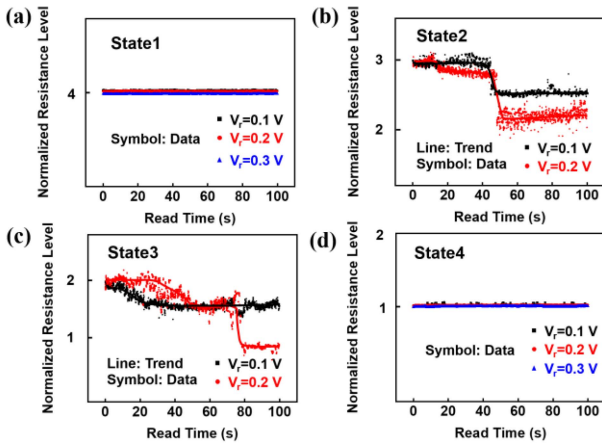 (a)
State1
Normalized Resistance Level
4
Symbol: Data
Vr=0.1 V
Vr=0.2 V
Vr=0.3 V
0 20 40 60 80 100
Read Time (s)
(b)
State2
Normalized Resistance Level
3
2
Line: Trend
Symbol: Data
Vr=0.1 V
Vr=0.2 V
0 20 40 60 80 100
Read Time (s)
(c)
State3
Normalized Resistance Level
2
1
Line: Trend
Symbol: Data
Vr=0.1 V
Vr=0.2 V
0 20 40 60 80 100
Read Time (s)
(d)
State4
Normalized Resistance Level
2
1
Symbol: Data
Vr=0.1 V
Vr=0.2 V
Vr=0.3 V
0 20 40 60 80 100
Read Time (s)